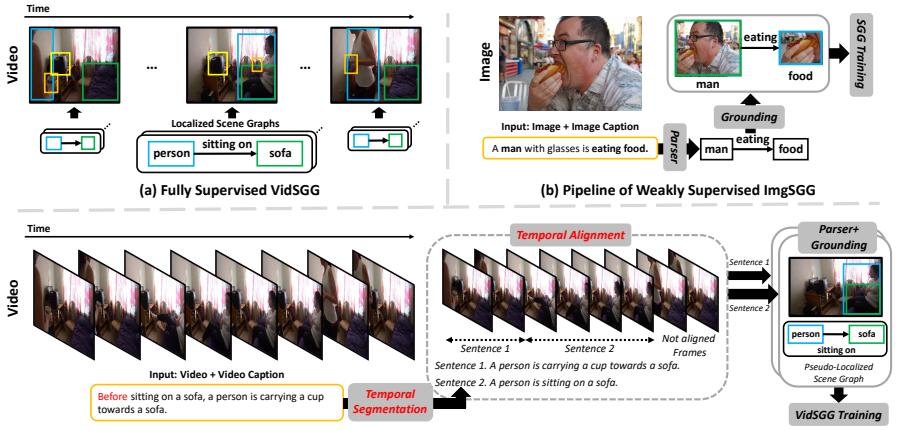 Time
Video
...
...
Localized Scene Graphs
person
sitting on
sofa
(a) Fully Supervised VidSGG
Image
Input: Image + Image Caption
A man with glasses is eating food.
Parser
man
eating
food
Grounding
eating
man
food
SGG Training
(b) Pipeline of Weakly Supervised ImgSGG
Time
Video
Input: Video + Video Caption
Before sitting on a sofa, a person is carrying a cup
towards a sofa.
Temporal
Segmentation
Temporal Alignment
Sentence 1
Sentence 2
Not aligned
Frames
Sentence 1. A person is carrying a cup towards a sofa.
Sentence 2. A person is sitting on a sofa.
Sentence 1
Sentence 2
Parser+
Grounding
person
sofa
sitting on
Pseudo-Localized
Scene Graph
VidSGG Training